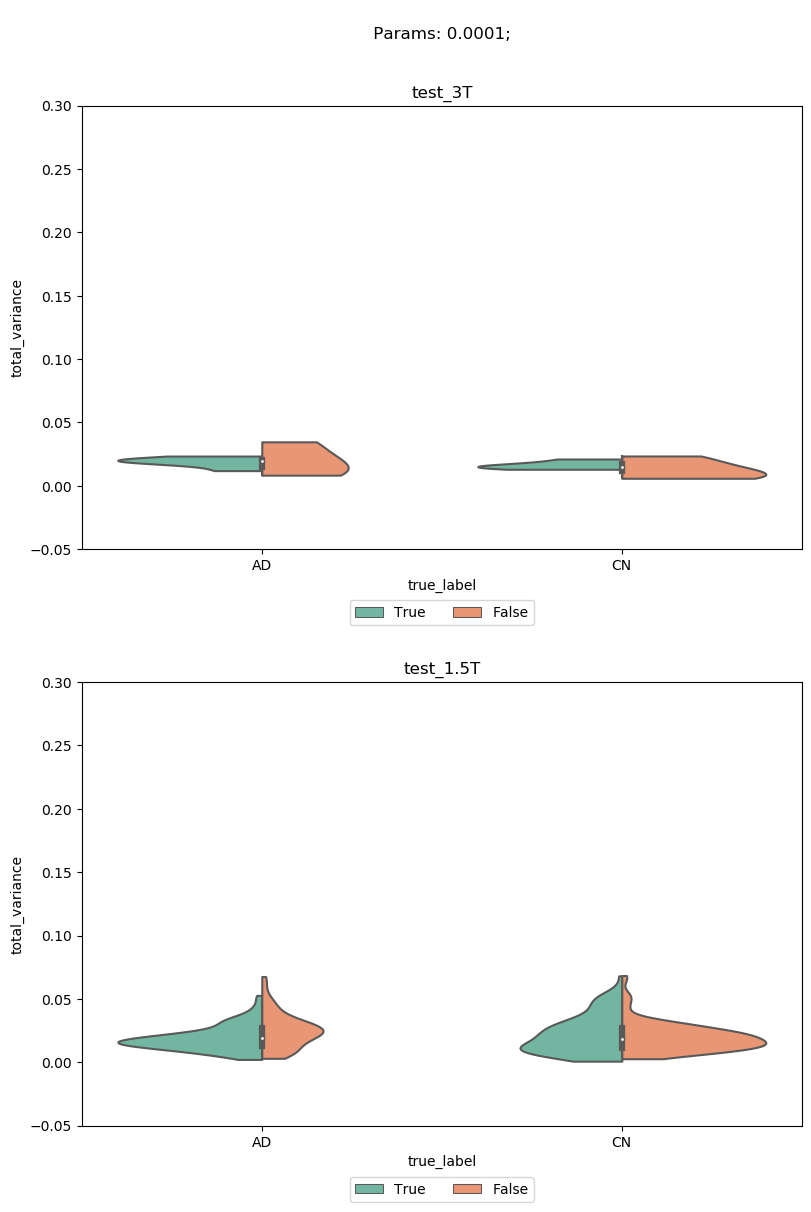 Params: 0.0001;
test_3T
0.30
0.25
0.20
0.15
0.10
0.05
0.00
−0.05
total_variance
AD CN
true_label
True False
test_1.5T
0.30
0.25
0.20
0.15
0.10
0.05
0.00
−0.05
total_variance
AD CN
true_label
True False